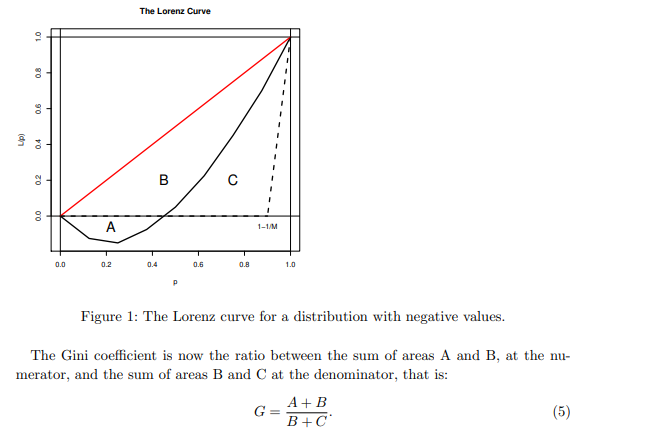 The Lorenz Curve
1.0
0.8
0.6
0.4
0.2
0.0
L(p)
B
C
A
1−1/M
0.0 0.2 0.4 0.6 0.8 1.0
p
Figure 1: The Lorenz curve for a distribution with negative values.
The Gini coefficient is now the ratio between the sum of areas A and B, at the nu-
merator, and the sum of areas B and C at the denominator, that is:
G = \frac{A + B}{B + C}. (5)